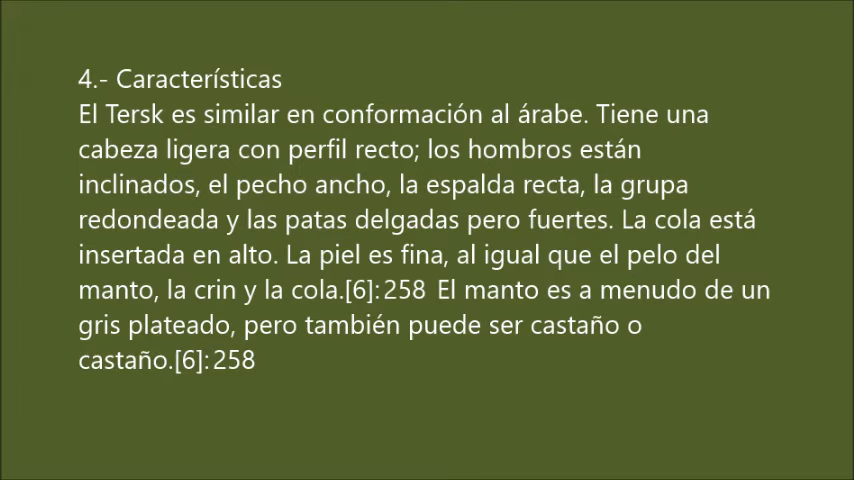 4.- Características
El Tersk es similar en conformación al árabe. Tiene una
cabeza ligera con perfil recto; los hombros están
inclinados, el pecho ancho, la espalda recta, la grupa
redondeada y las patas delgadas pero fuertes. La cola está
insertada en alto. La piel es fina, al igual que el pelo del
manto, la crin y la cola.[6]:258 El manto es a menudo de un
gris plateado, pero también puede ser castaño o
castaño.[6]:258